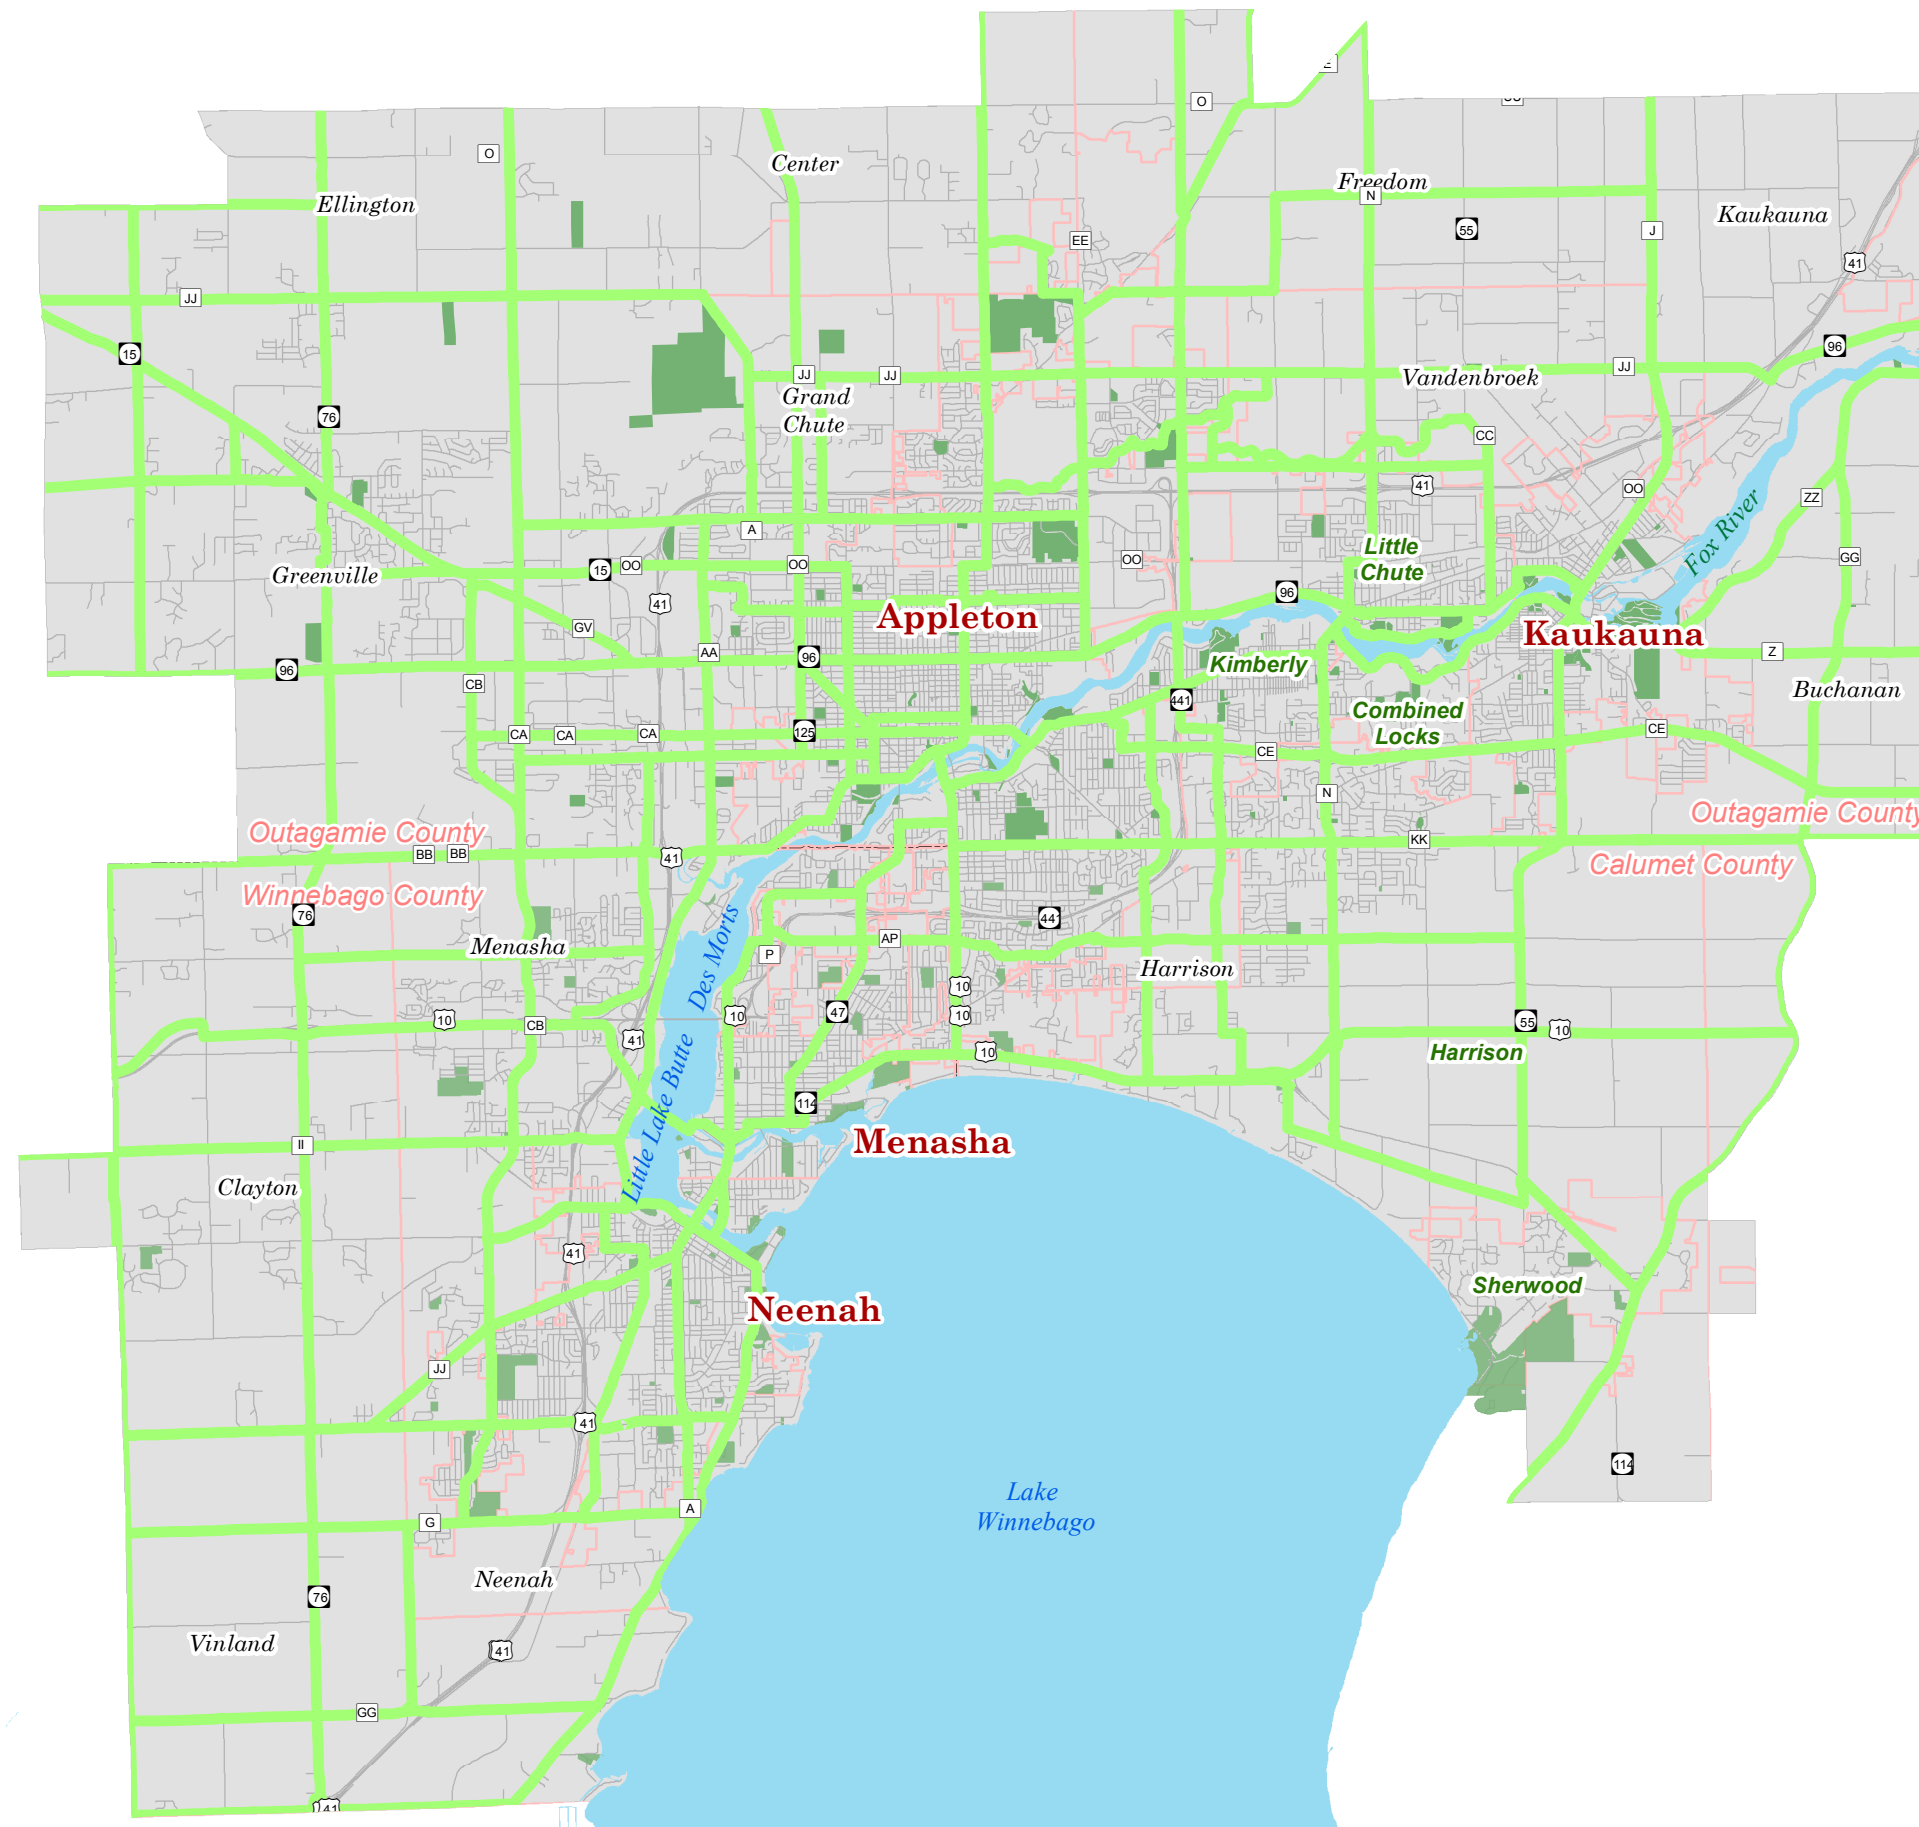 O
O
Center
Freedom
N
Ellington
Kaukauna
55
J
EE
41
JJ
15
96
JJ
JJ
JJ
Vandenbroek
Grand
Chute
76
CC
41
OO
ZZ
Fox River
A
Little
Chute
OO
GG
OO
OO
15
Greenville
41
96
Appleton
GV
Kaukauna
AA
96
Z
Kimberly
96
CB
441
Buchanan
Combined
Locks
CA
CA
CA
125
CE
CE
N
Outagamie County
Outagamie County
KK
BB
BB
41
Calumet County
Winnebago County
76
441
Menasha
AP
P
Des Morts
Harrison
10
47
10
10
10
CB
41
55
10
10
Harrison
Little Lake Butte
114
Menasha
II
Clayton
41
Sherwood
Neenah
JJ
41
114
Lake
Winnebago
A
G
Neenah
76
Vinland
41
GG
41